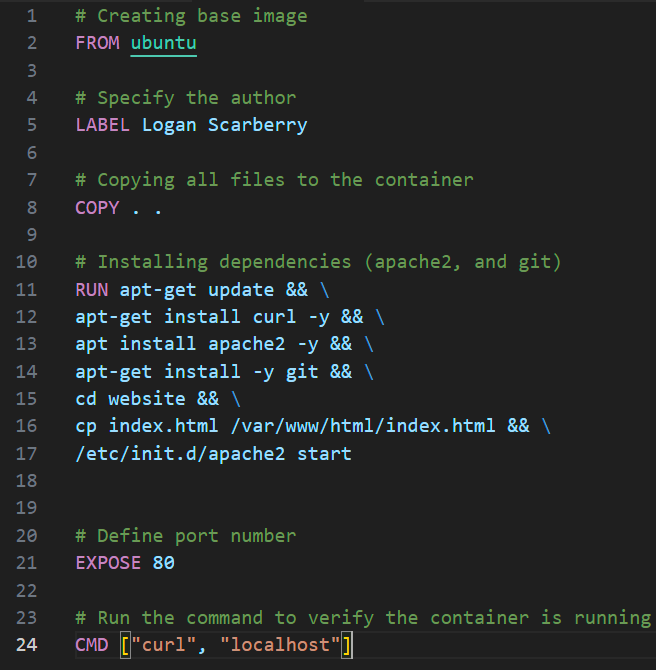 1 # Creating base image
2 FROM ubuntu
3
4 # Specify the author
5 LABEL Logan Scarberry
6
7 # Copying all files to the container
8 COPY . .
9
10 # Installing dependencies (apache2, and git)
11 RUN apt-get update && \
12 apt-get install curl -y && \
13 apt install apache2 -y && \
14 apt-get install -y git && \
15 cd website && \
16 cp index.html /var/www/html/index.html && \
17 /etc/init.d/apache2 start
18
19
20 # Define port number
21 EXPOSE 80
22
23 # Run the command to verify the container is running
24 CMD ["curl", "localhost"]